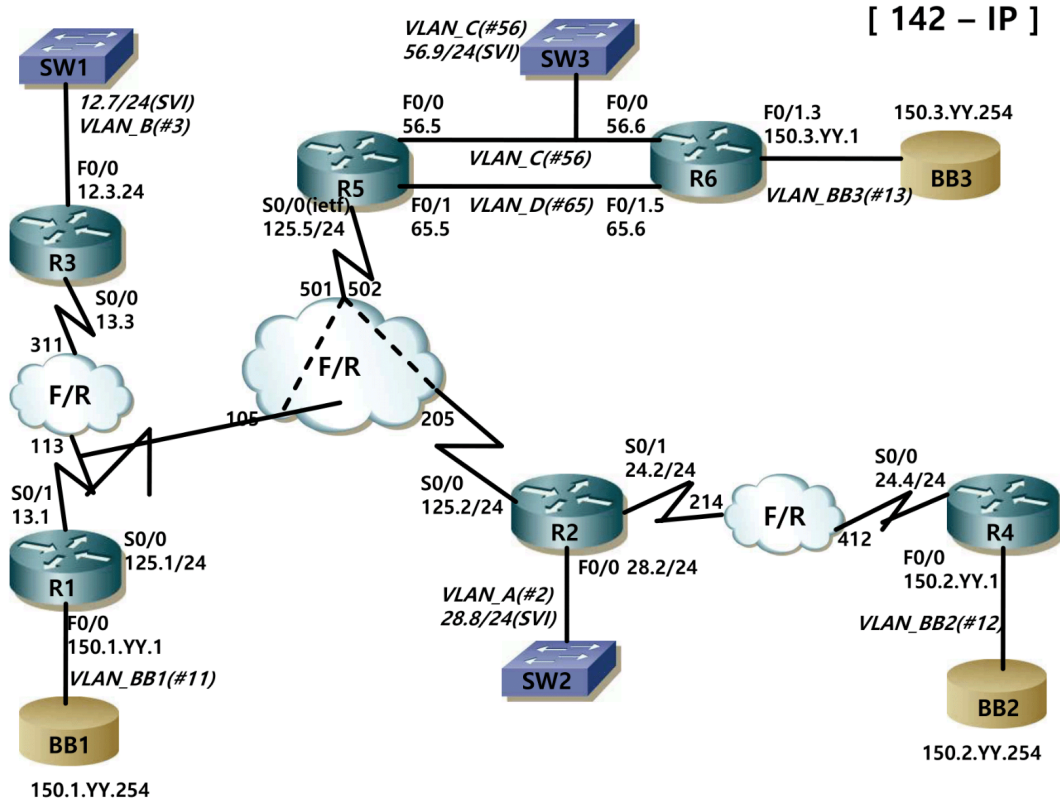 [ 142 – IP ]
SW1
12.7/24(SVI)
VLAN_B(#3)
F0/0
12.3.24
R3
S0/0
13.3
311
F/R
113
S0/1
13.1
S0/0
125.1/24
R1
F0/0
150.1.YY.1
VLAN_BB1(#11)
BB1
150.1.YY.254
VLAN_C(#56)
56.9/24(SVI)
SW3
F0/0
56.5
F0/0
56.6
VLAN_C(#56)
R5
R6
F0/1
65.5
VLAN_D(#65)
F0/1.5
65.6
F0/1.3
150.3.YY.1
VLAN_BB3(#13)
150.3.YY.254
BB3
S0/0(ietf)
125.5/24
501
502
F/R
105
205
S0/0
125.2/24
R2
S0/1
24.2/24
214
F/R
412
S0/0
24.4/24
R4
F0/0 28.2/24
VLAN_A(#2)
28.8/24(SVI)
SW2
F0/0
150.2.YY.1
VLAN_BB2(#12)
BB2
150.2.YY.254